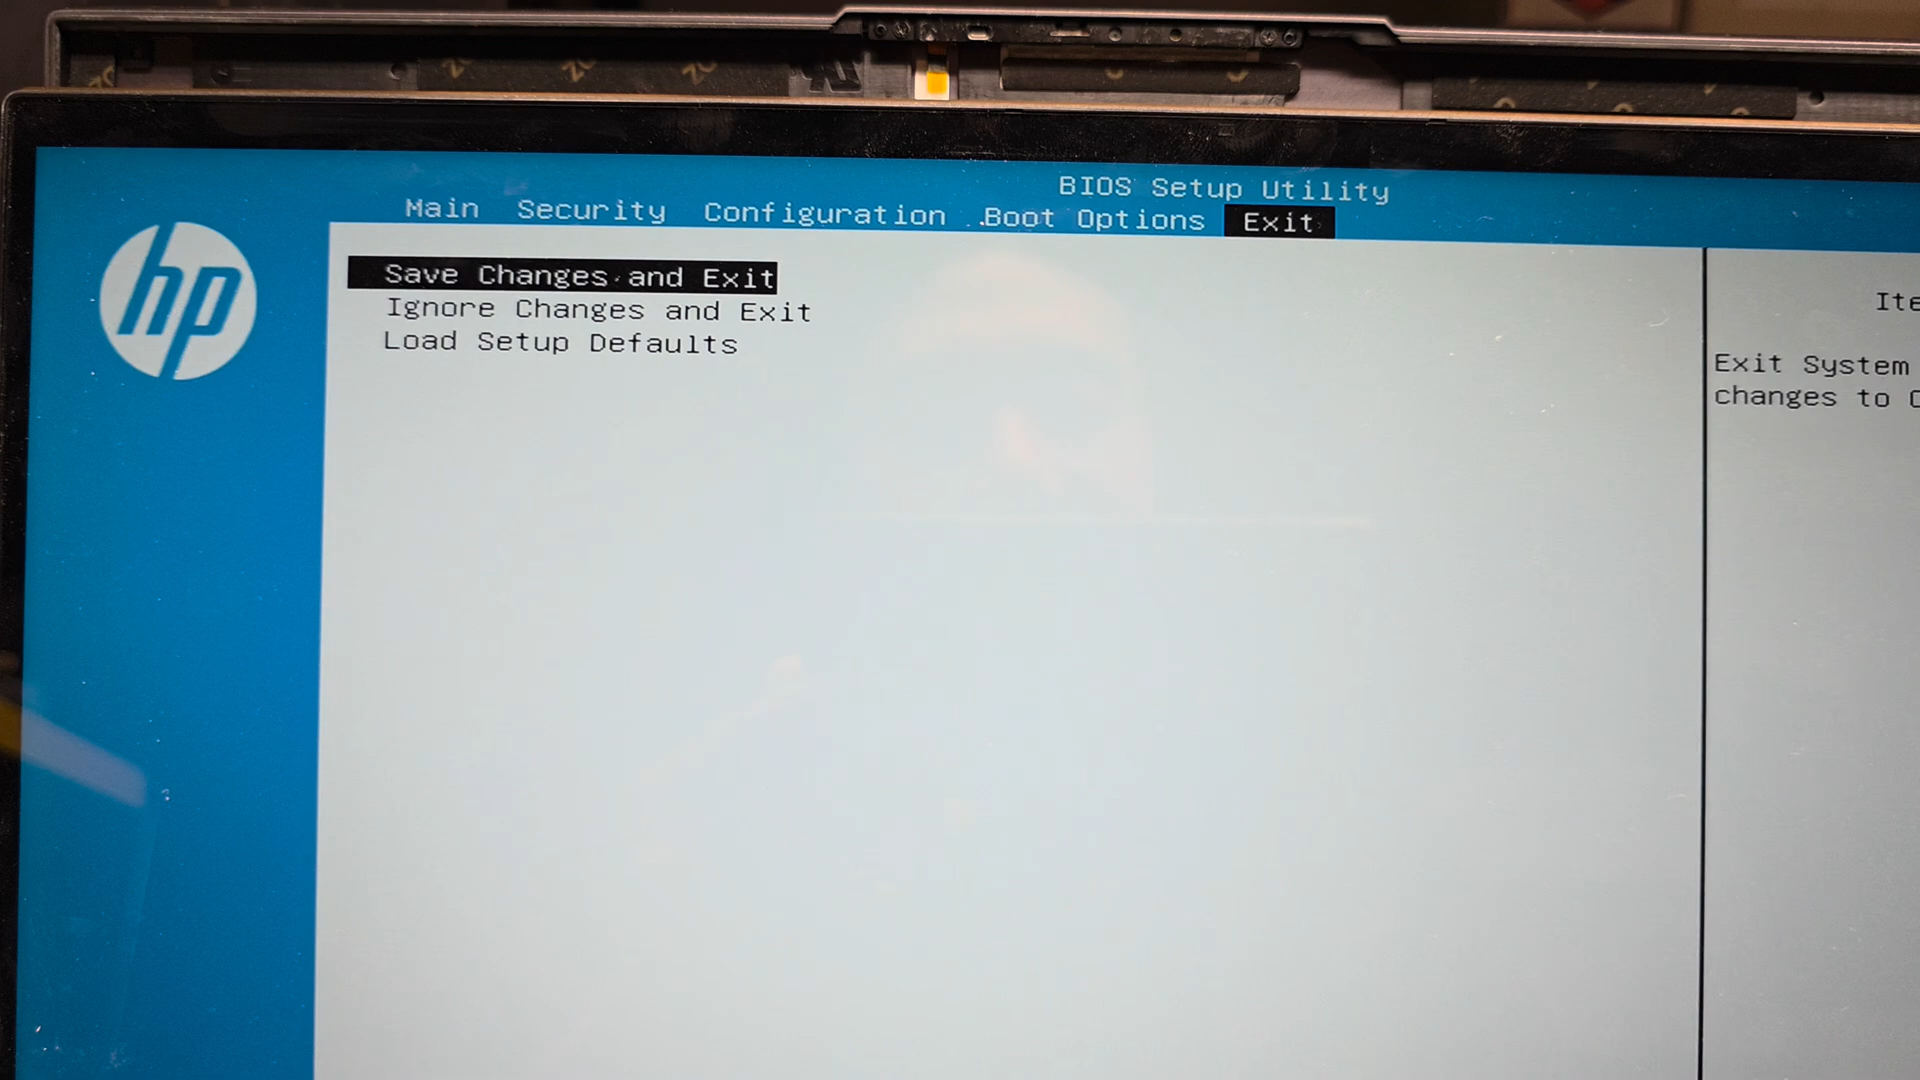 BIOS Setup Utility
Main Security Configuration Boot Options Exit
hp
Save Changes and Exit
Ignore Changes and Exit
Load Setup Defaults
Exit System
changes to